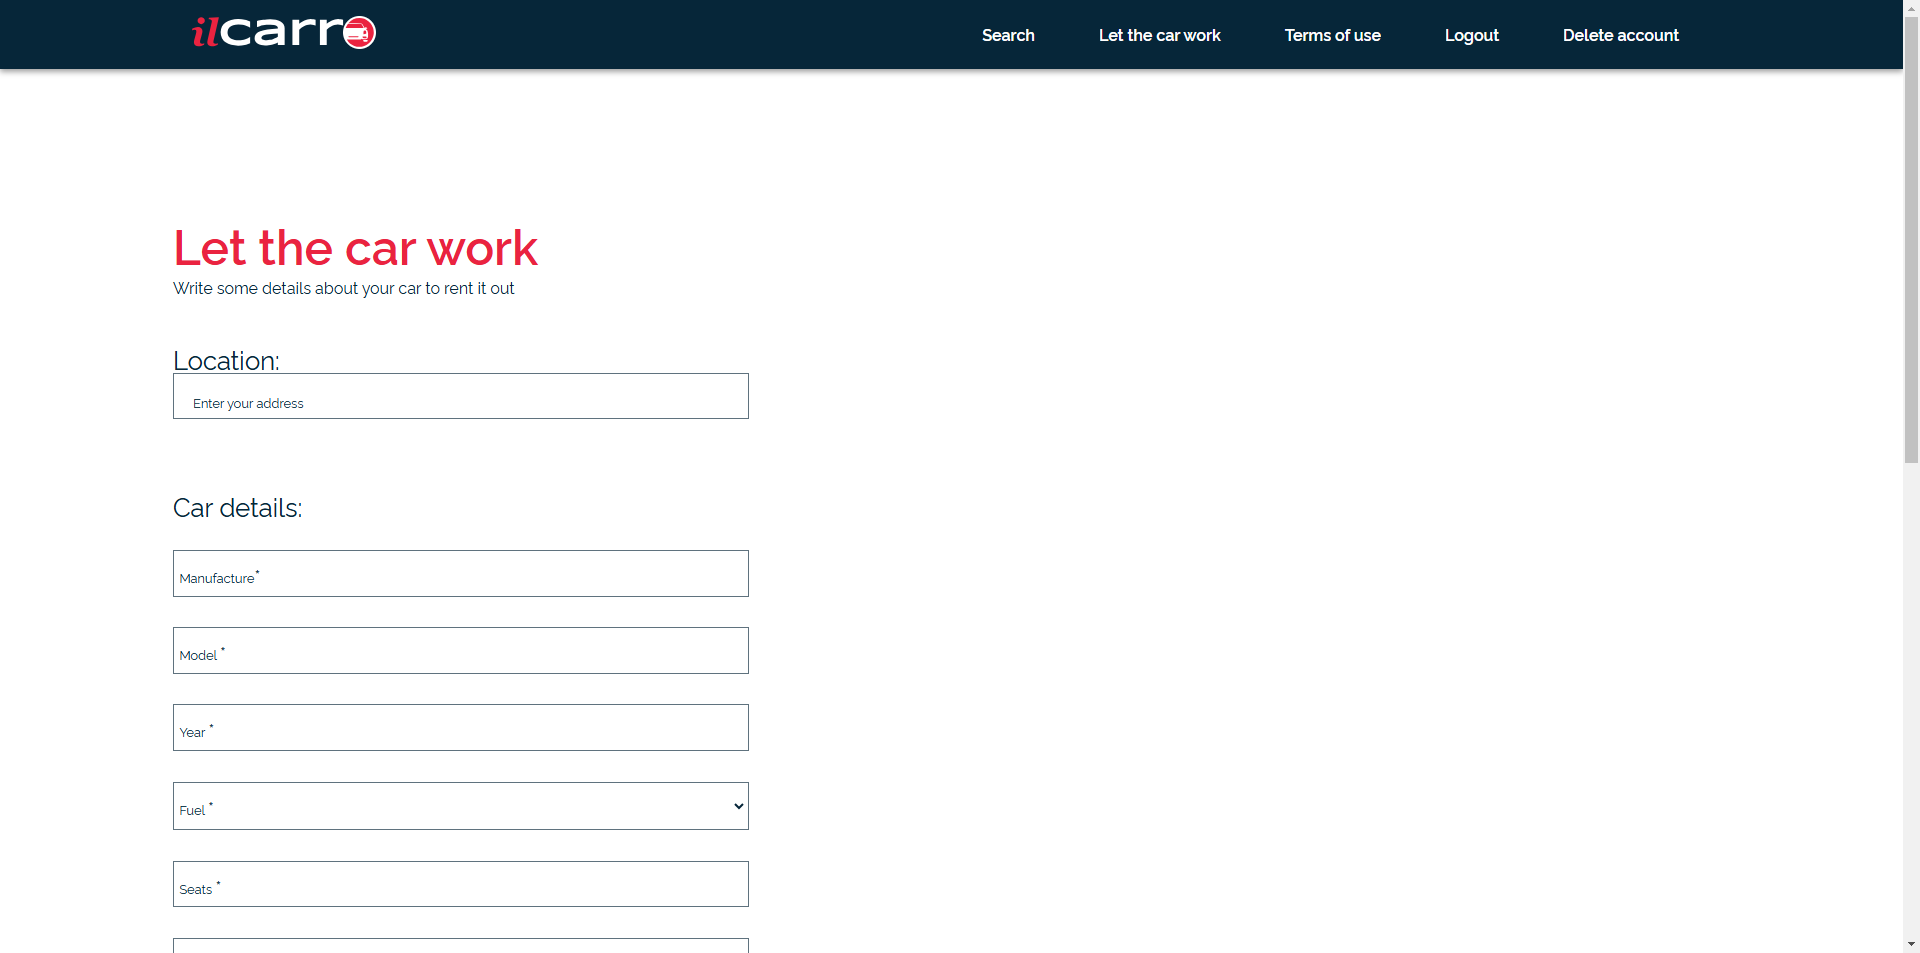 ilcarro
Search
Let the car work
Terms of use
Logout
Delete account
Let the car work
Write some details about your car to rent it out
Location:
Enter your address
Car details:
Manufacture*
Model *
Year *
Fuel *
Seats *